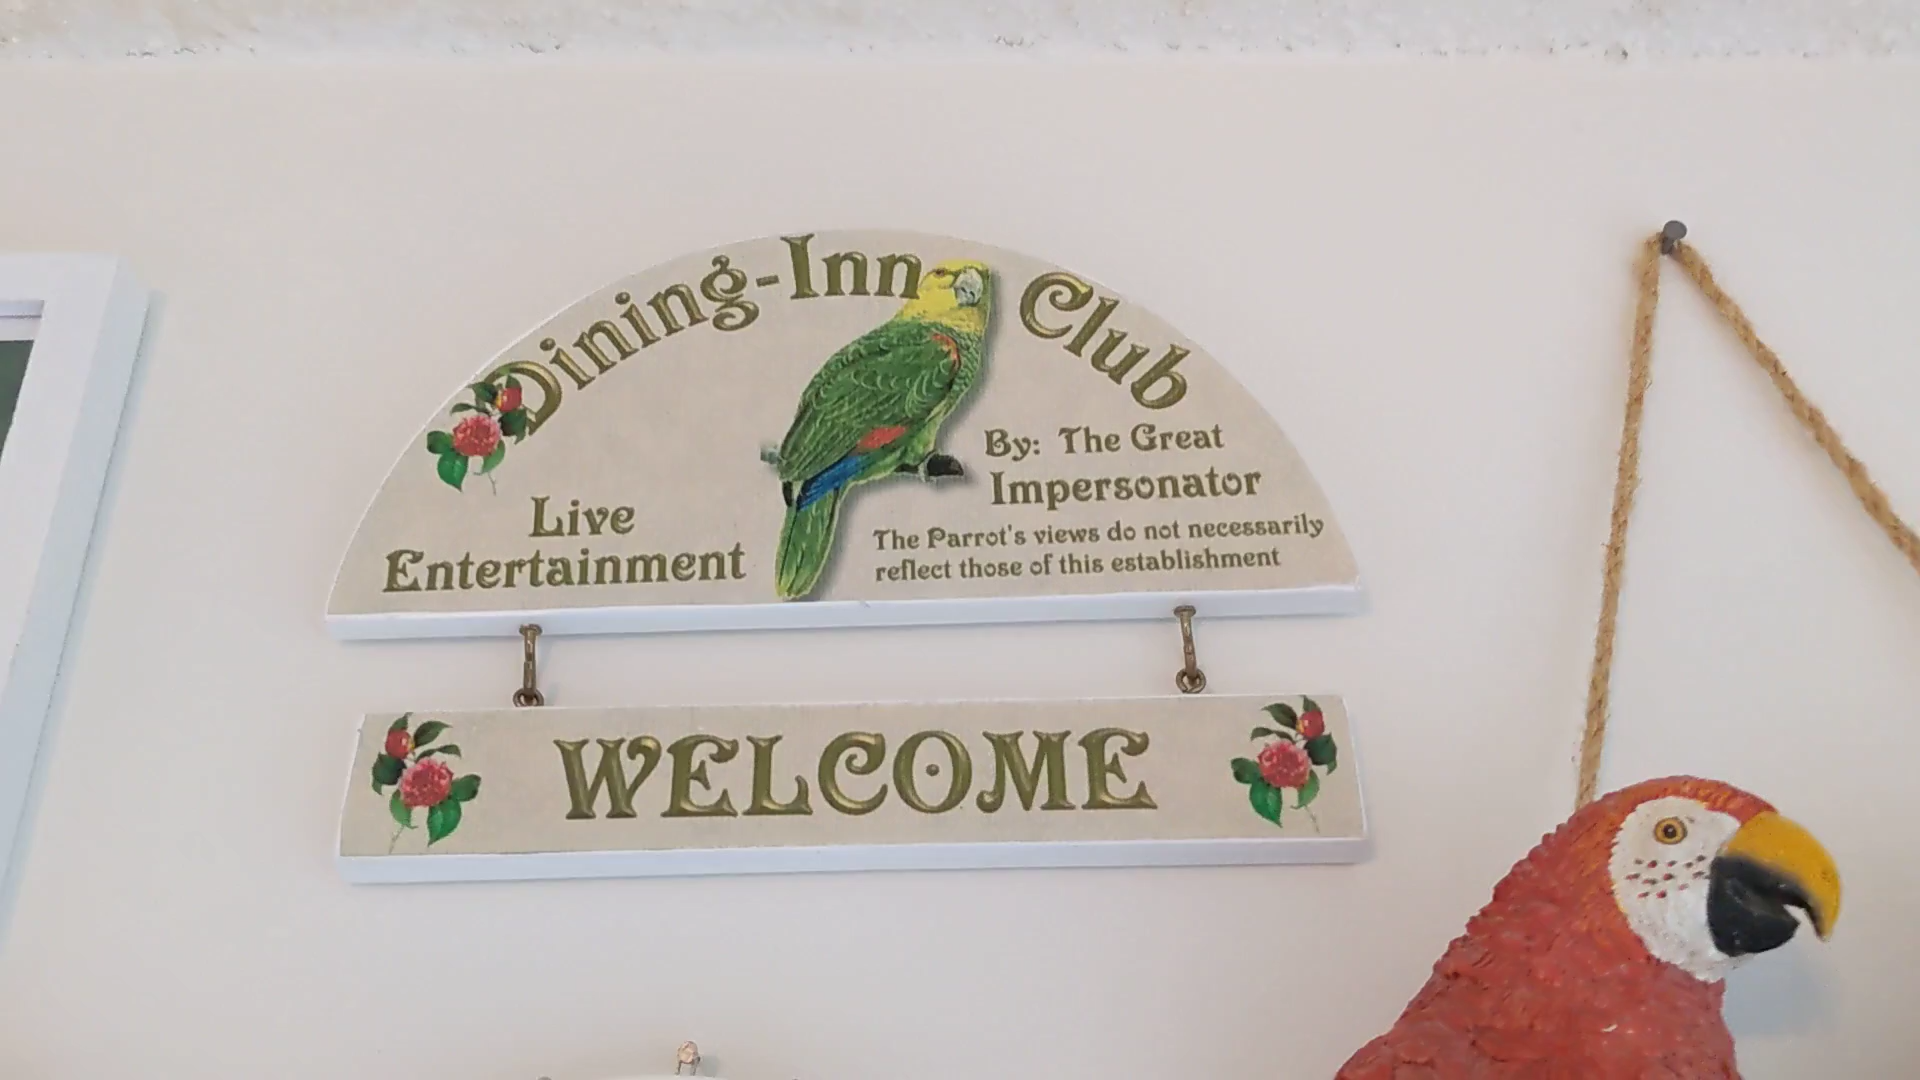 Dining-Inn Club
Live
Entertainment
By: The Great
Impersonator
The Parrot's views do not necessarily
reflect those of this establishment
WELCOME